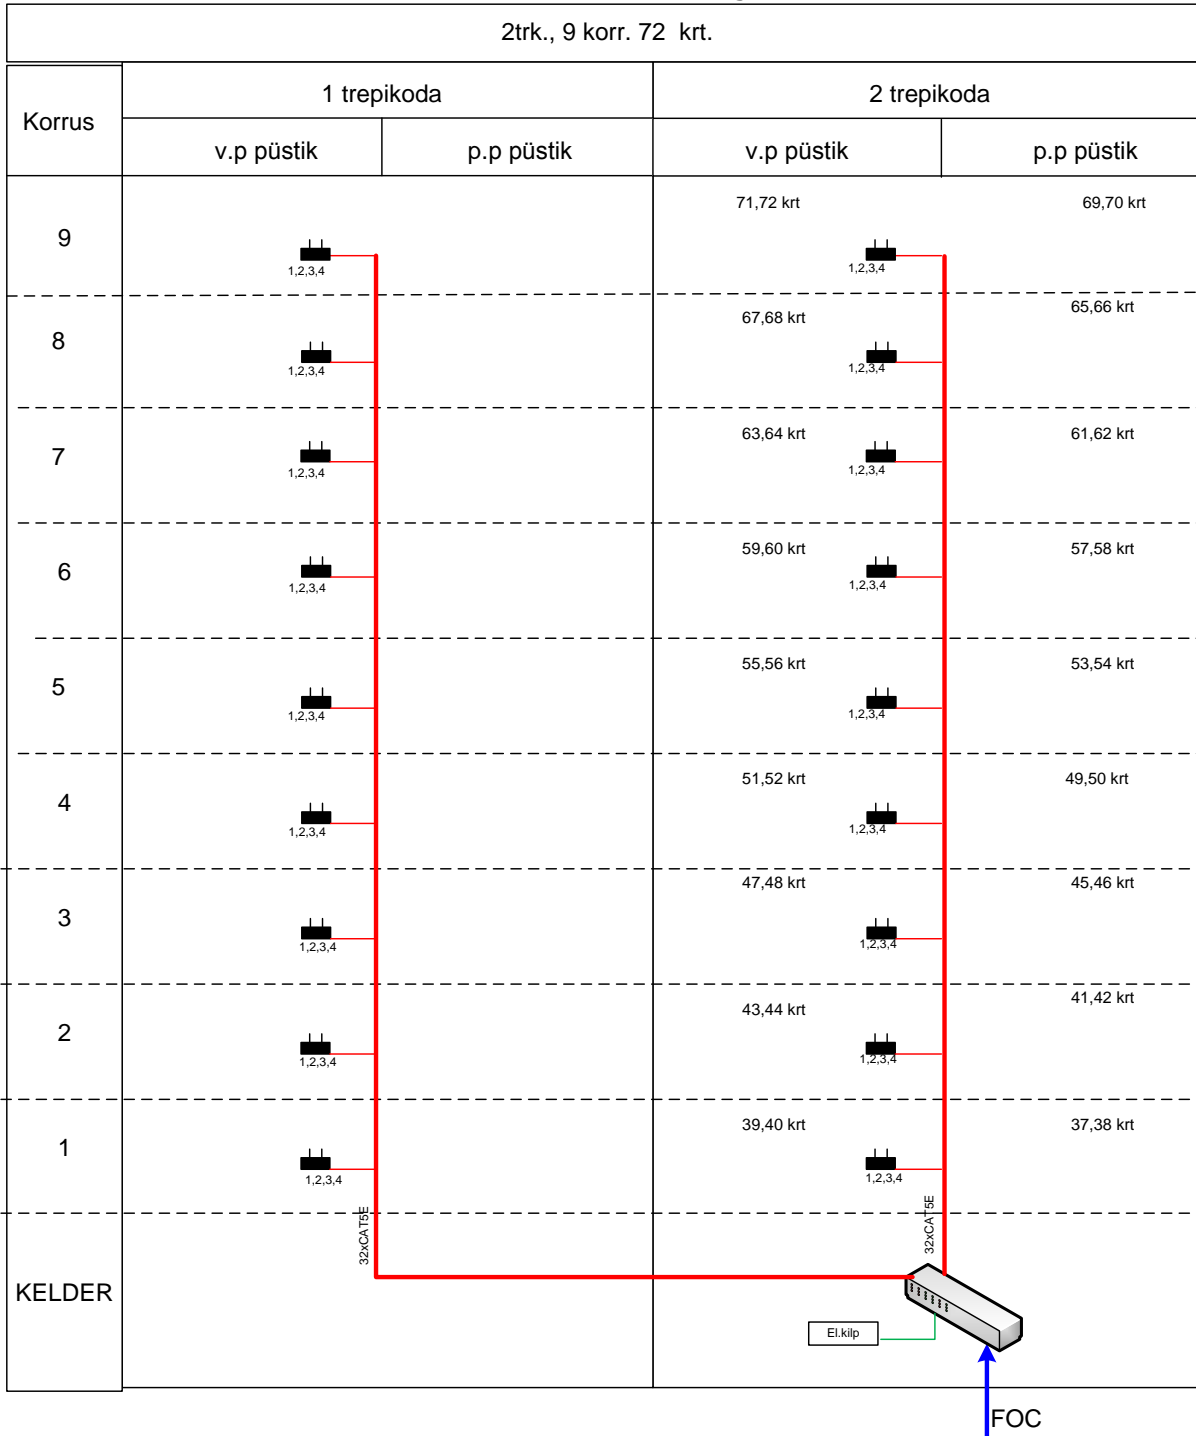 2trk., 9 korr. 72 krt.
Korrus
1 trepikoda
2 trepikoda
v.p püstik
p.p püstik
v.p püstik
p.p püstik
71,72 krt
69,70 krt
9
1,2,3,4
1,2,3,4
67,68 krt
65,66 krt
8
1,2,3,4
1,2,3,4
63,64 krt
61,62 krt
7
1,2,3,4
1,2,3,4
59,60 krt
57,58 krt
6
1,2,3,4
1,2,3,4
55,56 krt
53,54 krt
5
1,2,3,4
1,2,3,4
51,52 krt
49,50 krt
4
1,2,3,4
1,2,3,4
47,48 krt
45,46 krt
3
1,2,3,4
1,2,3,4
43,44 krt
41,42 krt
2
1,2,3,4
1,2,3,4
39,40 krt
37,38 krt
1
1,2,3,4
1,2,3,4
32xCAT5E
32xCAT5E
KELDER
El.kilp
FOC